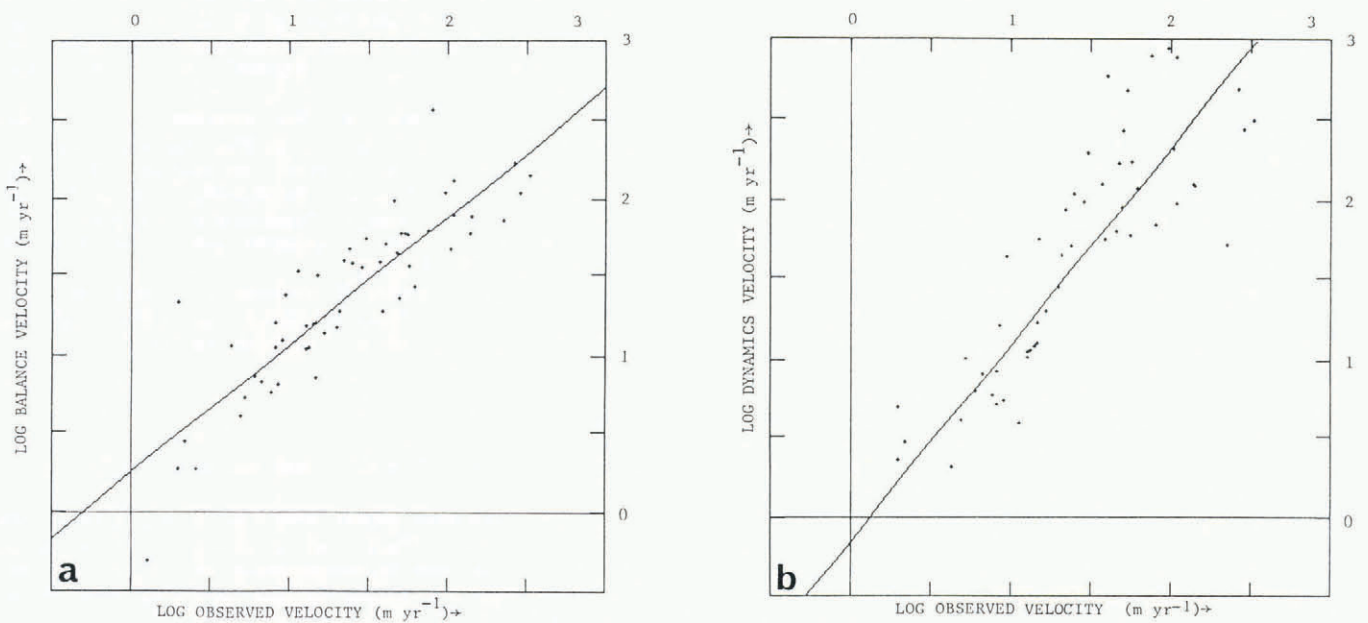 0 1 2 3
3
2
1
0
LOG BALANCE VELOCITY (m yr⁻¹)→
a
LOG OBSERVED VELOCITY (m yr⁻¹)→
0 1 2 3
3
2
1
0
LOG DYNAMICS VELOCITY (m yr⁻¹)→
b
LOG OBSERVED VELOCITY (m yr⁻¹)→